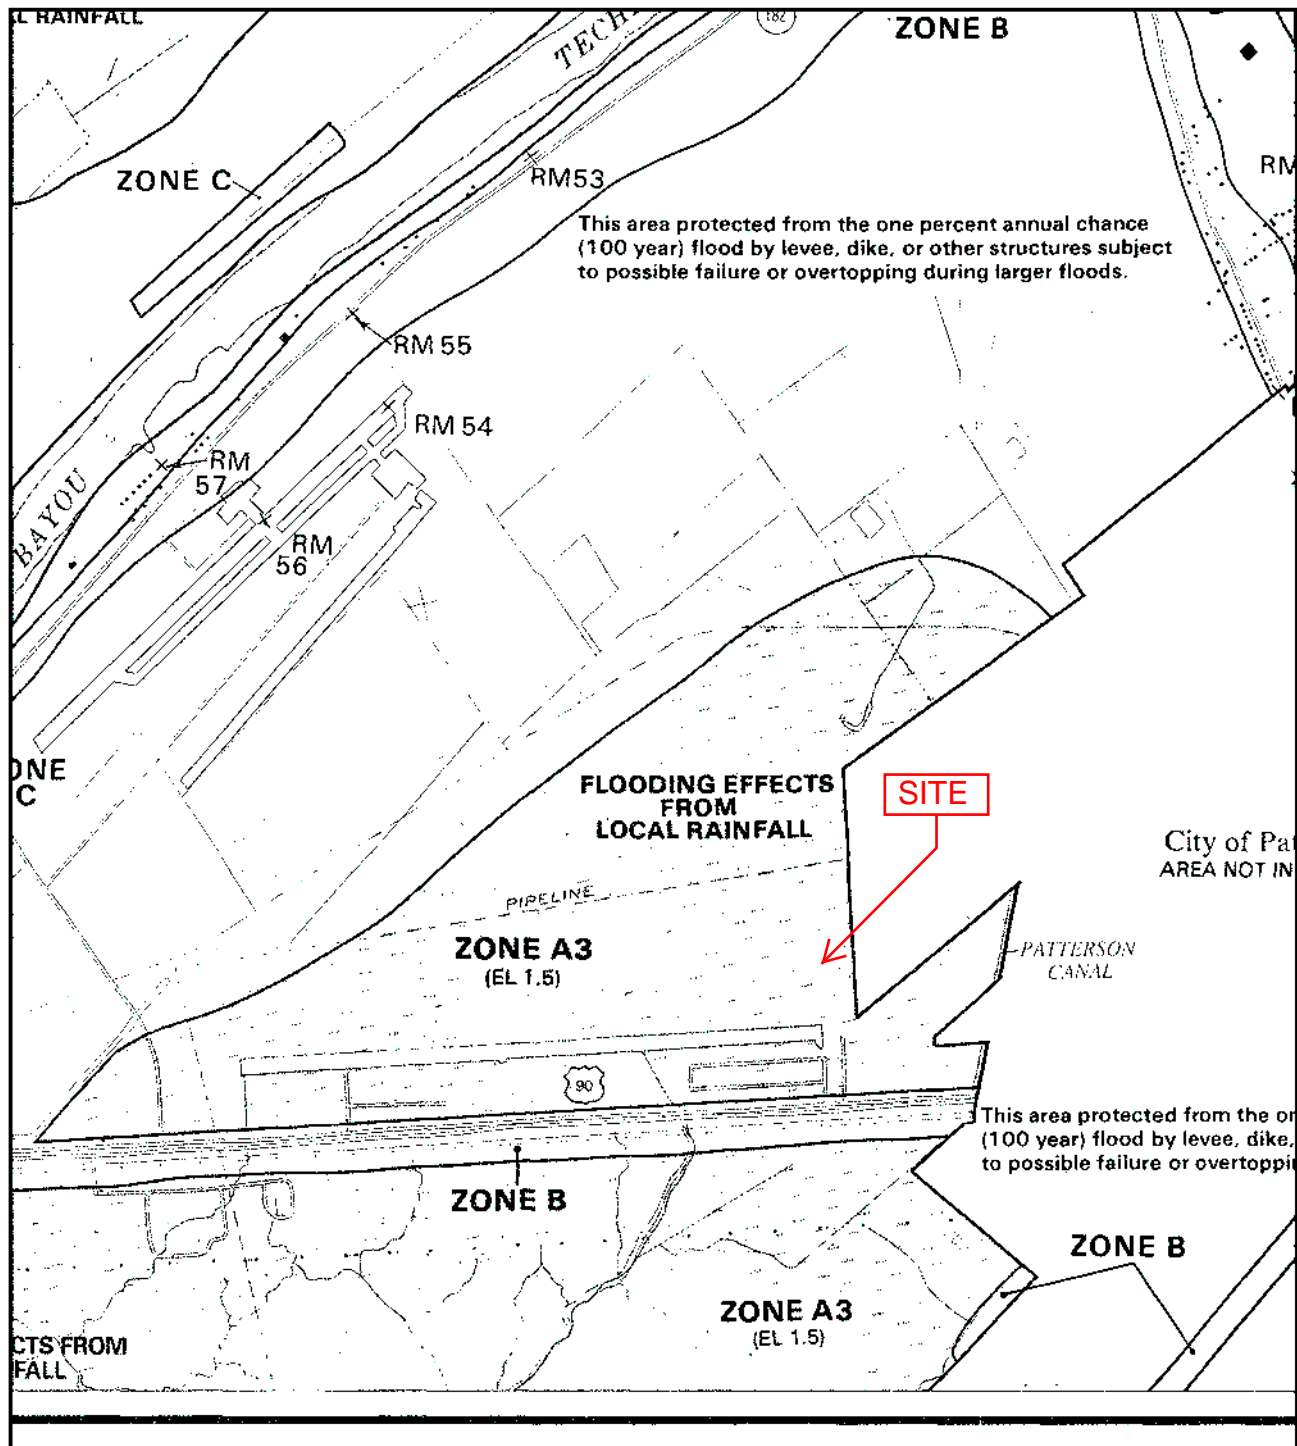 RAINFALL
TECHE
182
ZONE B
ZONE C
RM53
RM
This area protected from the one percent annual chance
(100 year) flood by levee, dike, or other structures subject
to possible failure or overtopping during larger floods.
RM 55
RM 54
RM
57
BAYOU
RM
56
ONE
C
FLOODING EFFECTS
FROM
LOCAL RAINFALL
SITE
City of Pat
AREA NOT IN
PIPELINE
ZONE A3
(EL 1.5)
PATTERSON
CANAL
90
This area protected from the on
(100 year) flood by levee, dike,
to possible failure or overtoppi
ZONE B
ZONE B
ZONE A3
(EL 1.5)
CTS FROM
FALL